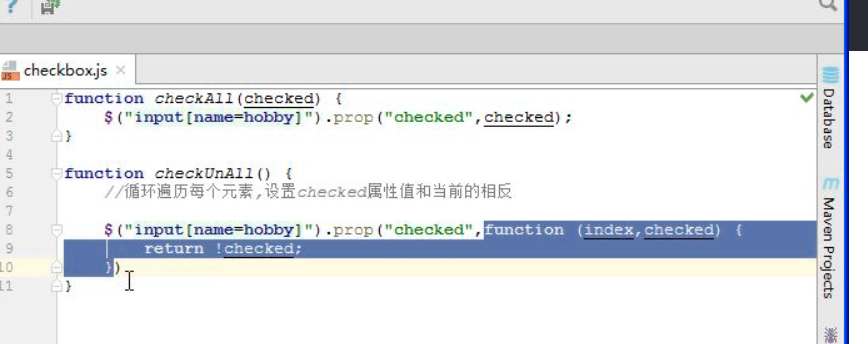 ?
JS checkbox.js ×
1 function checkAll(checked) {
2 $("input[name=hobby]").prop("checked",checked);
3 }
4
5 function checkUnAll() {
6 //循环遍历每个元素,设置checked属性值和当前的相反
7
8 $("input[name=hobby]").prop("checked",function (index,checked) {
9 return !checked;
10 })
11 }
Database
m Maven Projects